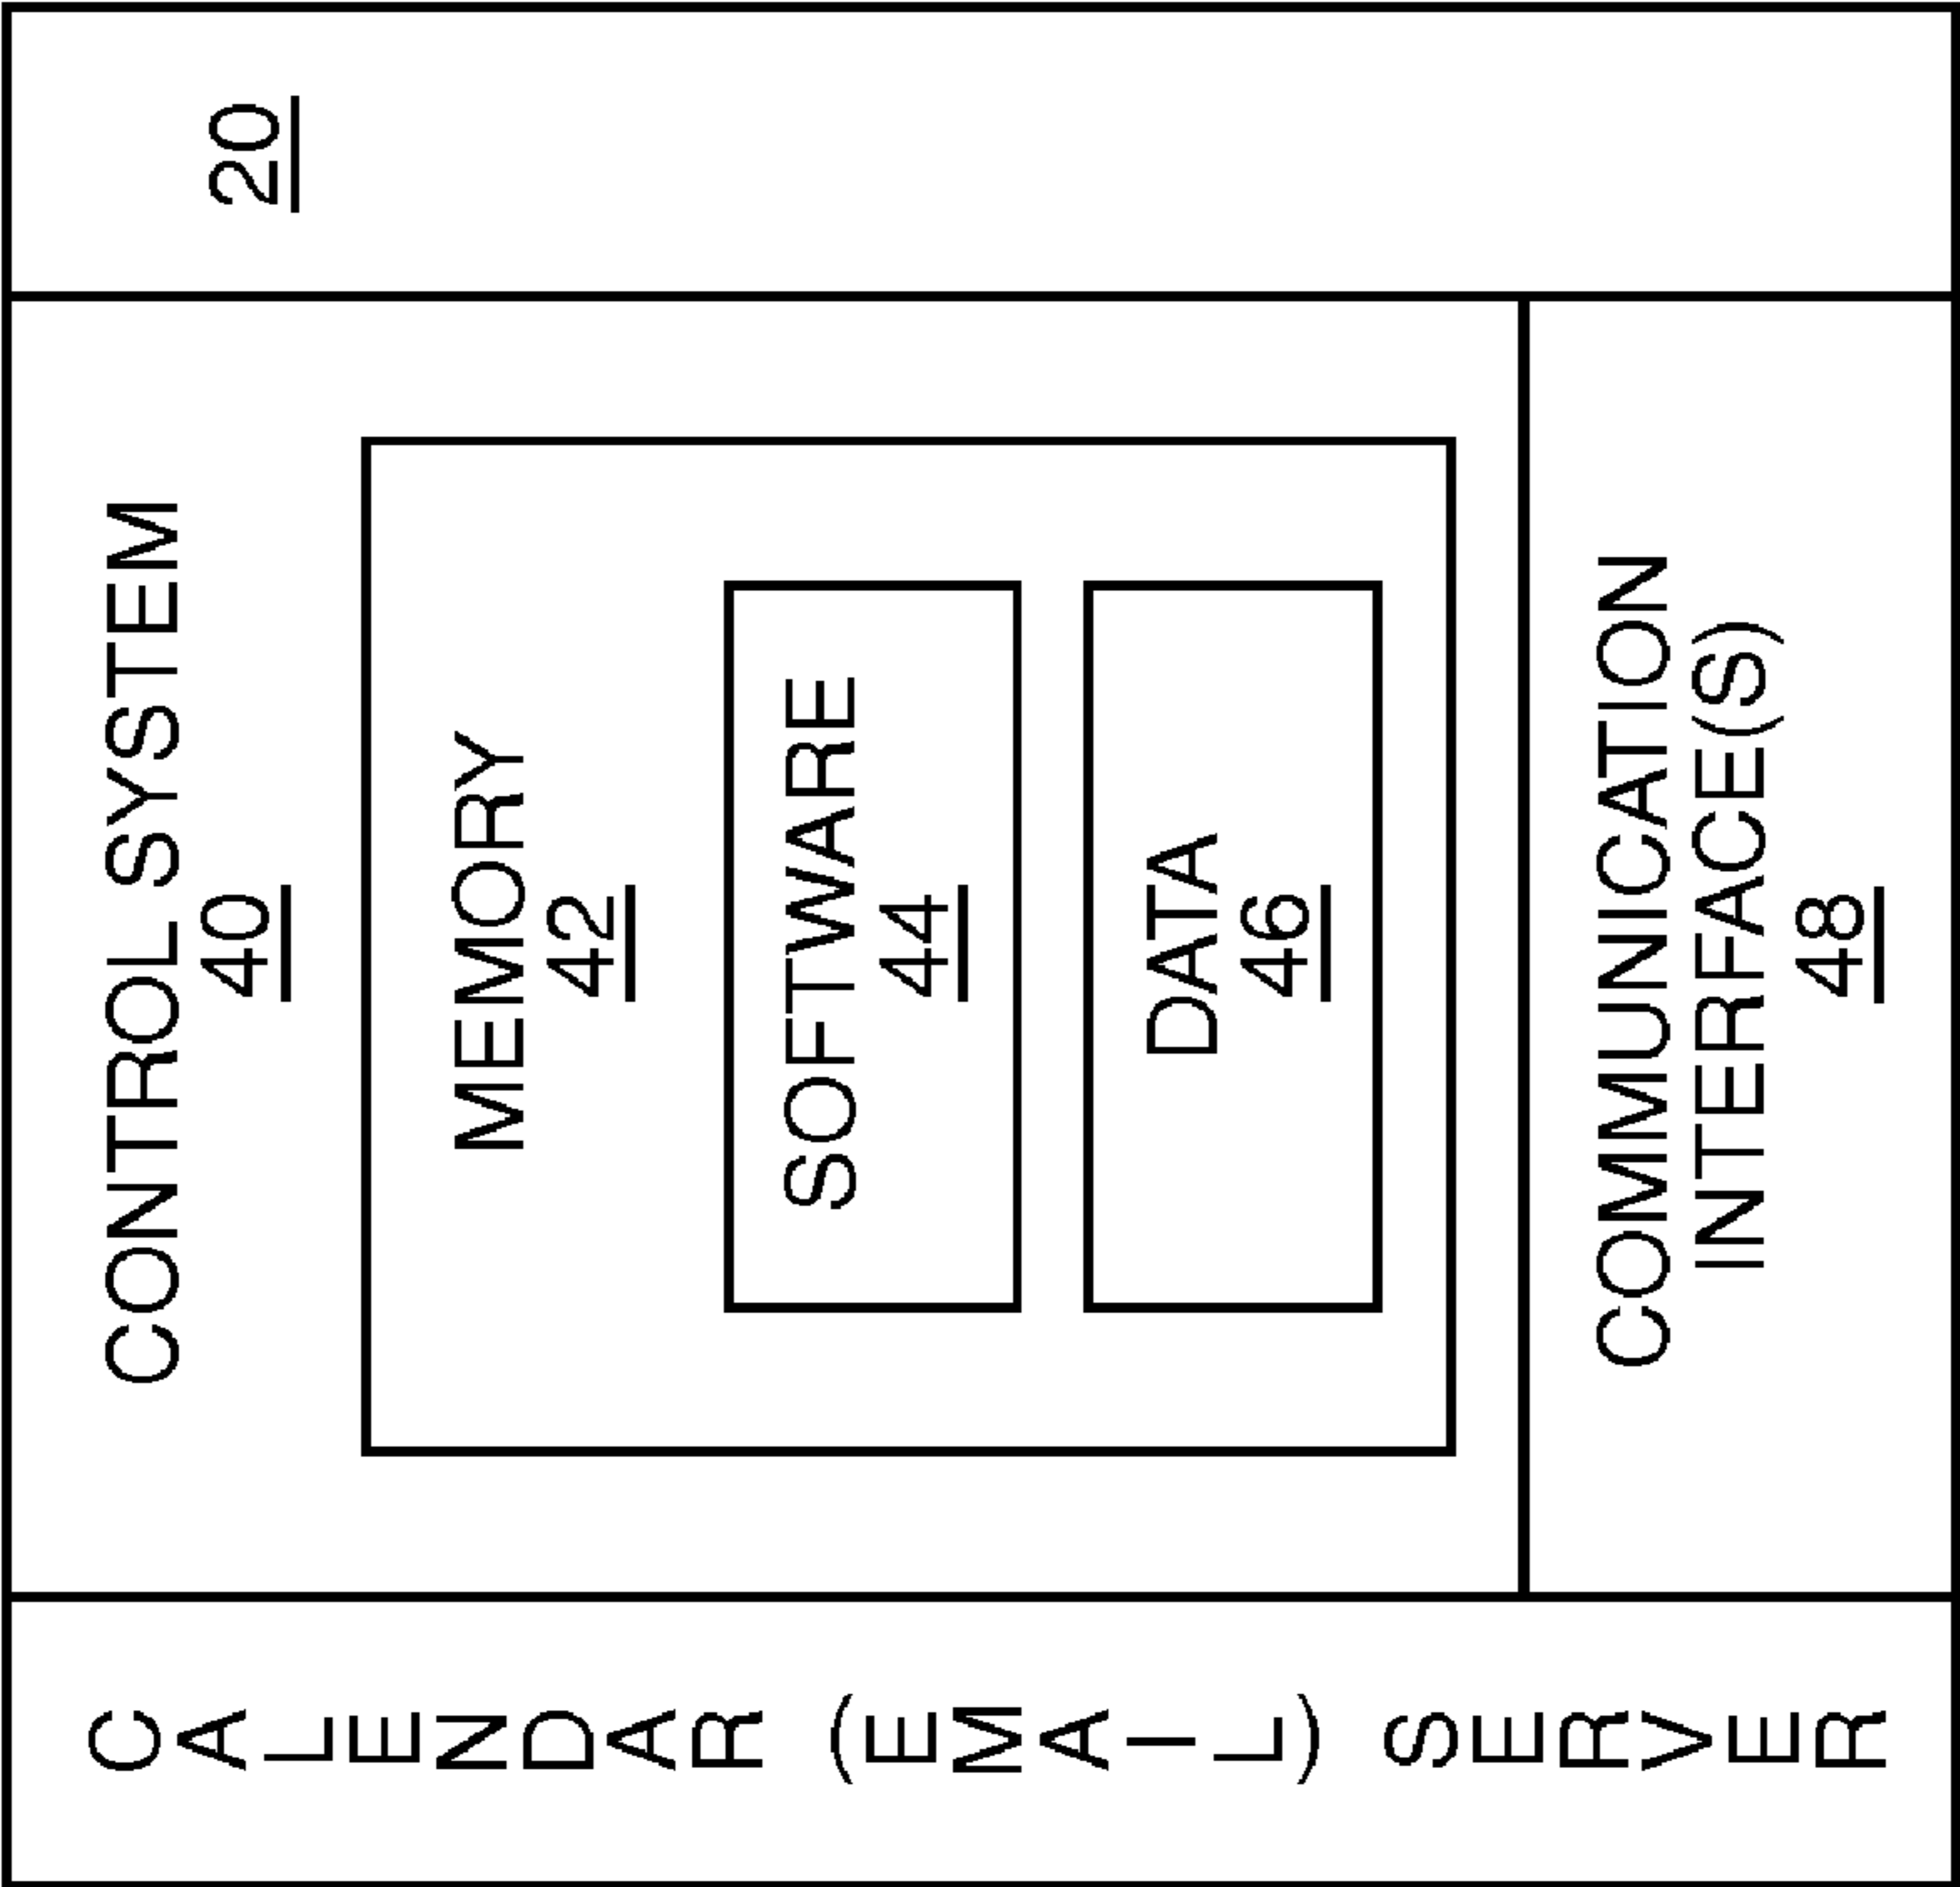 CALENDAR (EMAIL) SERVER
CONTROL SYSTEM
40
MEMORY
42
SOFTWARE
44
DATA
46
COMMUNICATION
INTERFACE(S)
48
20